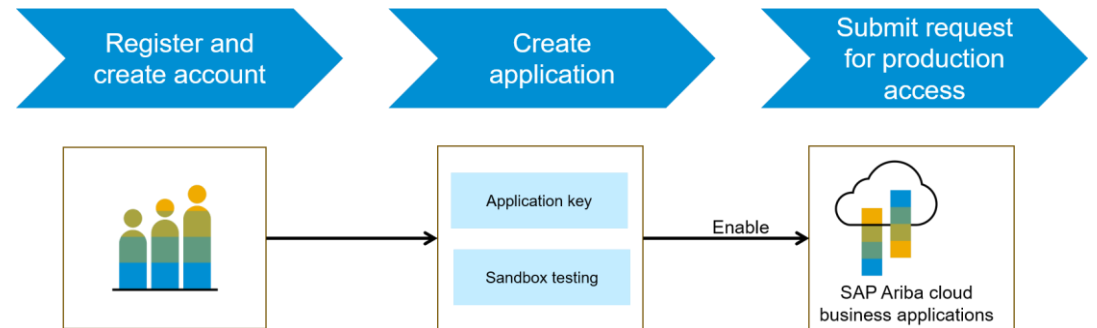 Register and
create account
Create
application
Submit request
for production
access
Application key
Sandbox testing
Enable
SAP Ariba cloud
business applications